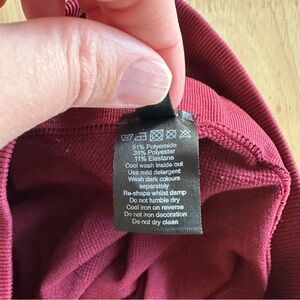 51% Polyamide
38% Polyester
11% Elastane
Cool wash inside out
Use mild detergent
Wash dark colours
separately
Re-shape whilst damp
Do not tumble dry
Cool iron on reverse
Do not iron decoration
Do not dry clean